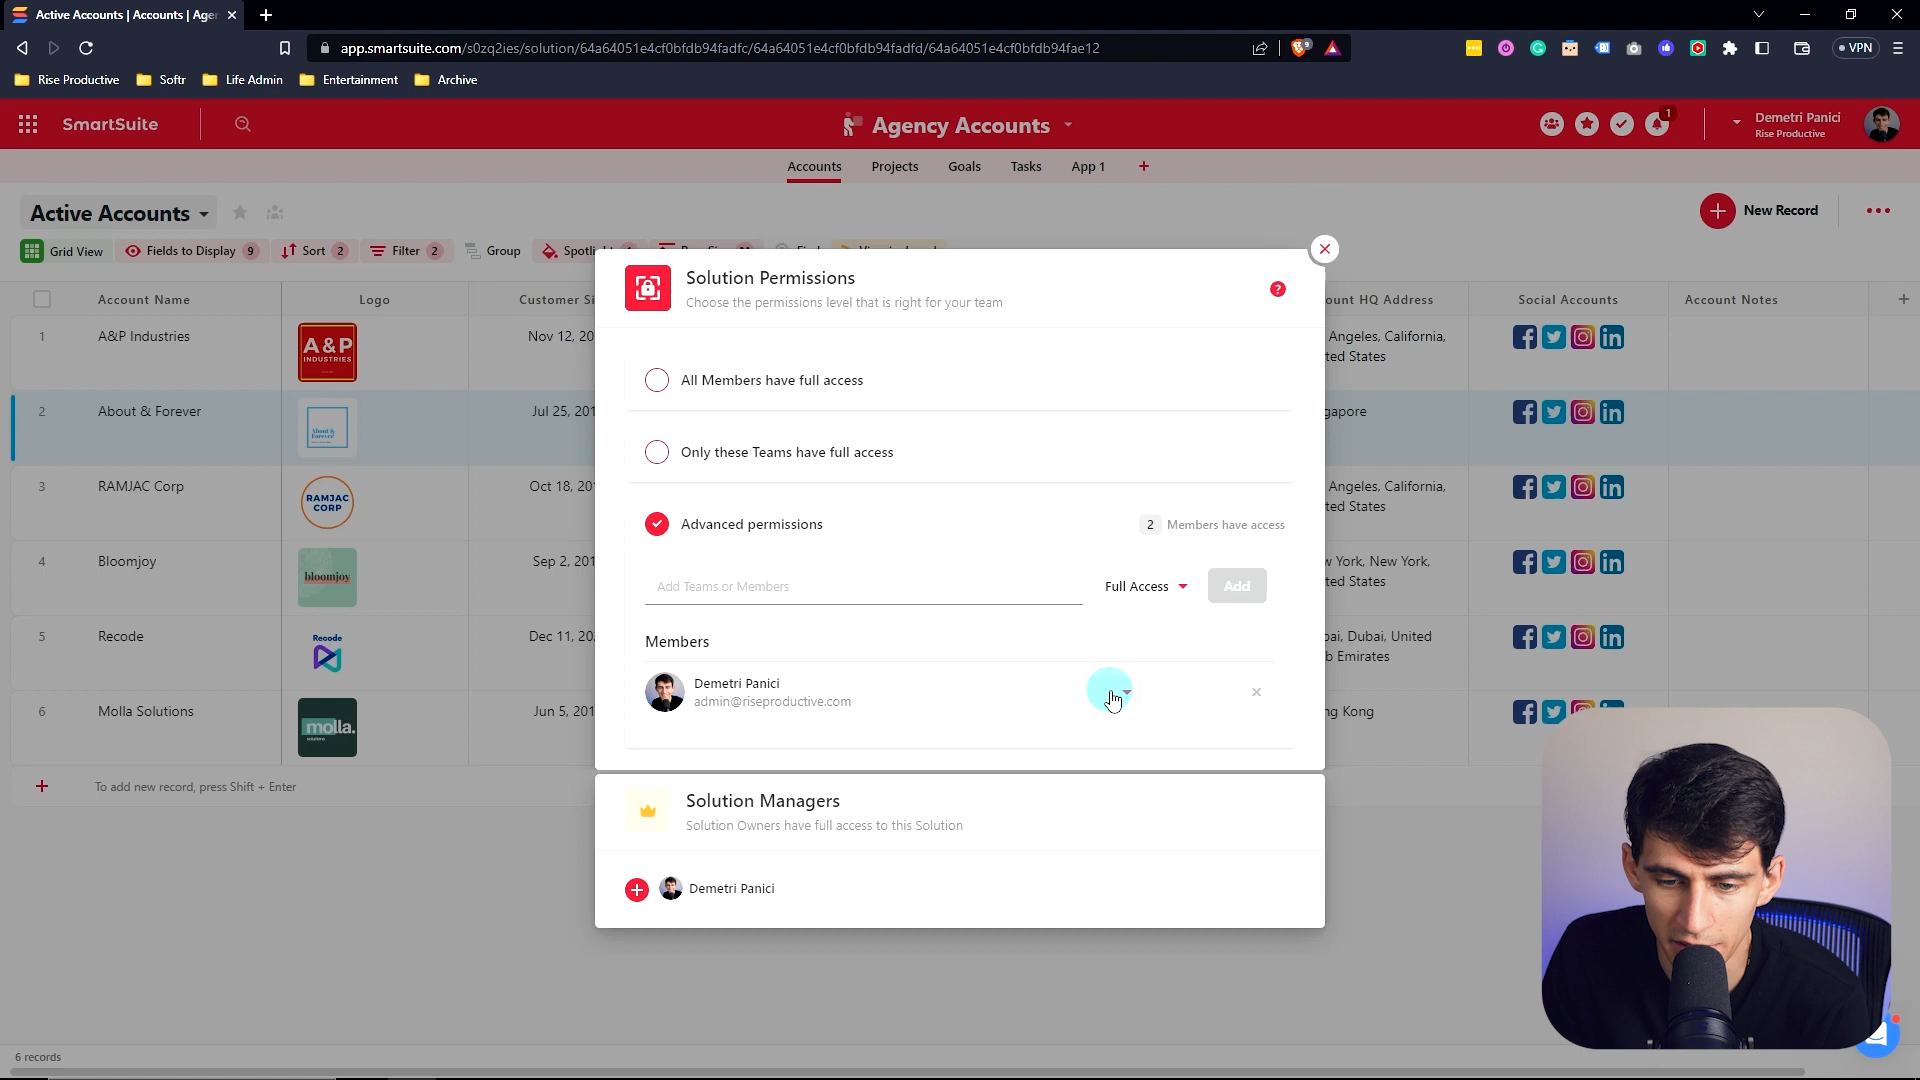 Active Accounts | Accounts | Age
app.smartsuite.com/s0zq2ies/solution/64a64051e4cf0bfdb94fadfc/64a64051e4cf0bfdb94fadfd/64a64051e4cf0bfdb94fae12
9
VPN
Rise Productive
Softr
Life Admin
Entertainment
Archive
SmartSuite
Agency Accounts
1
Demetri Panici
Rise Productive
Accounts
Projects
Goals
Tasks
App 1
Active Accounts
New Record
Grid View
Fields to Display 9
Sort 2
Filter 2
Group
Account Name
Logo
Customer Si
ount HQ Address
Social Accounts
Account Notes
1
A&P Industries
A&P
INDUSTRIES
Nov 12, 20
Angeles, California,
ted States
2
About & Forever
About &
Forever
Jul 25, 201
gapore
3
RAMJAC Corp
RAMJAC
CORP
Oct 18, 20
Angeles, California,
ted States
4
Bloomjoy
bloomjoy
Sep 2, 201
York, New York,
ted States
5
Recode
Recode
Dec 11, 20
bai, Dubai, United
b Emirates
6
Molla Solutions
molla.
solutions
Jun 5, 201
ng Kong
To add new record, press Shift + Enter
6 records
Solution Permissions
Choose the permissions level that is right for your team
?
All Members have full access
Only these Teams have full access
Advanced permissions
2 Members have access
Add Teams or Members
Full Access
Add
Members
Demetri Panici
admin@riseproductive.com
Solution Managers
Solution Owners have full access to this Solution
Demetri Panici